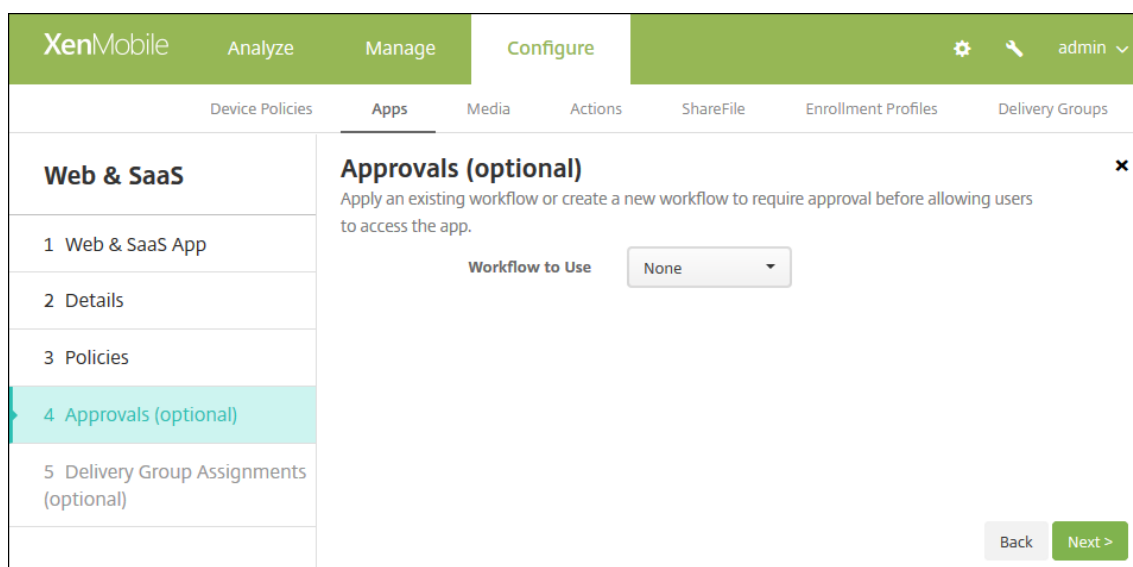 XenMobile Analyze Manage Configure admin
Device Policies Apps Media Actions ShareFile Enrollment Profiles Delivery Groups
Web & SaaS
1 Web & SaaS App
2 Details
3 Policies
4 Approvals (optional)
5 Delivery Group Assignments
(optional)
Approvals (optional)
Apply an existing workflow or create a new workflow to require approval before allowing users
to access the app.
Workflow to Use None
Back Next >